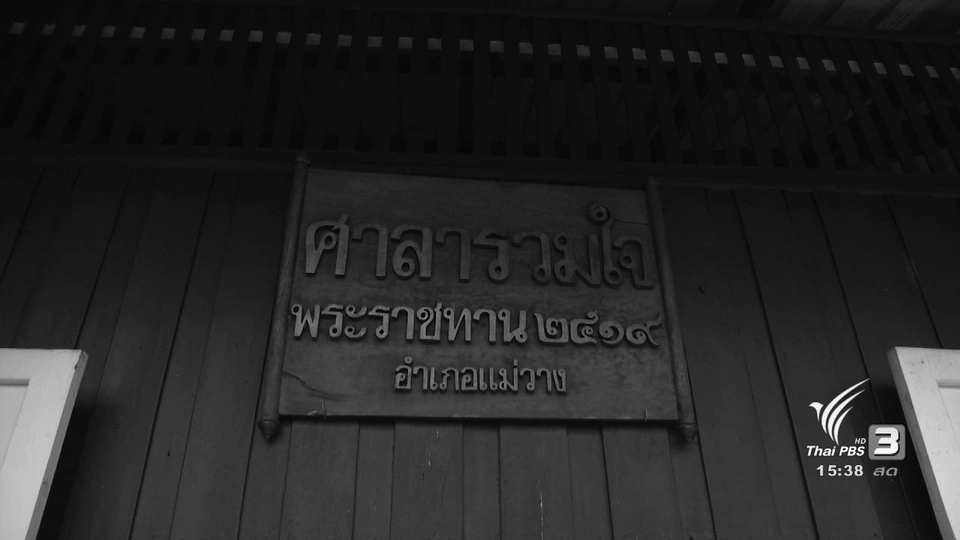 ศาลารวมใจ
พระราชทาน ๒๕๑๙
อำเภอแม่วาง
Thai PBS HD 3
15:38 สด